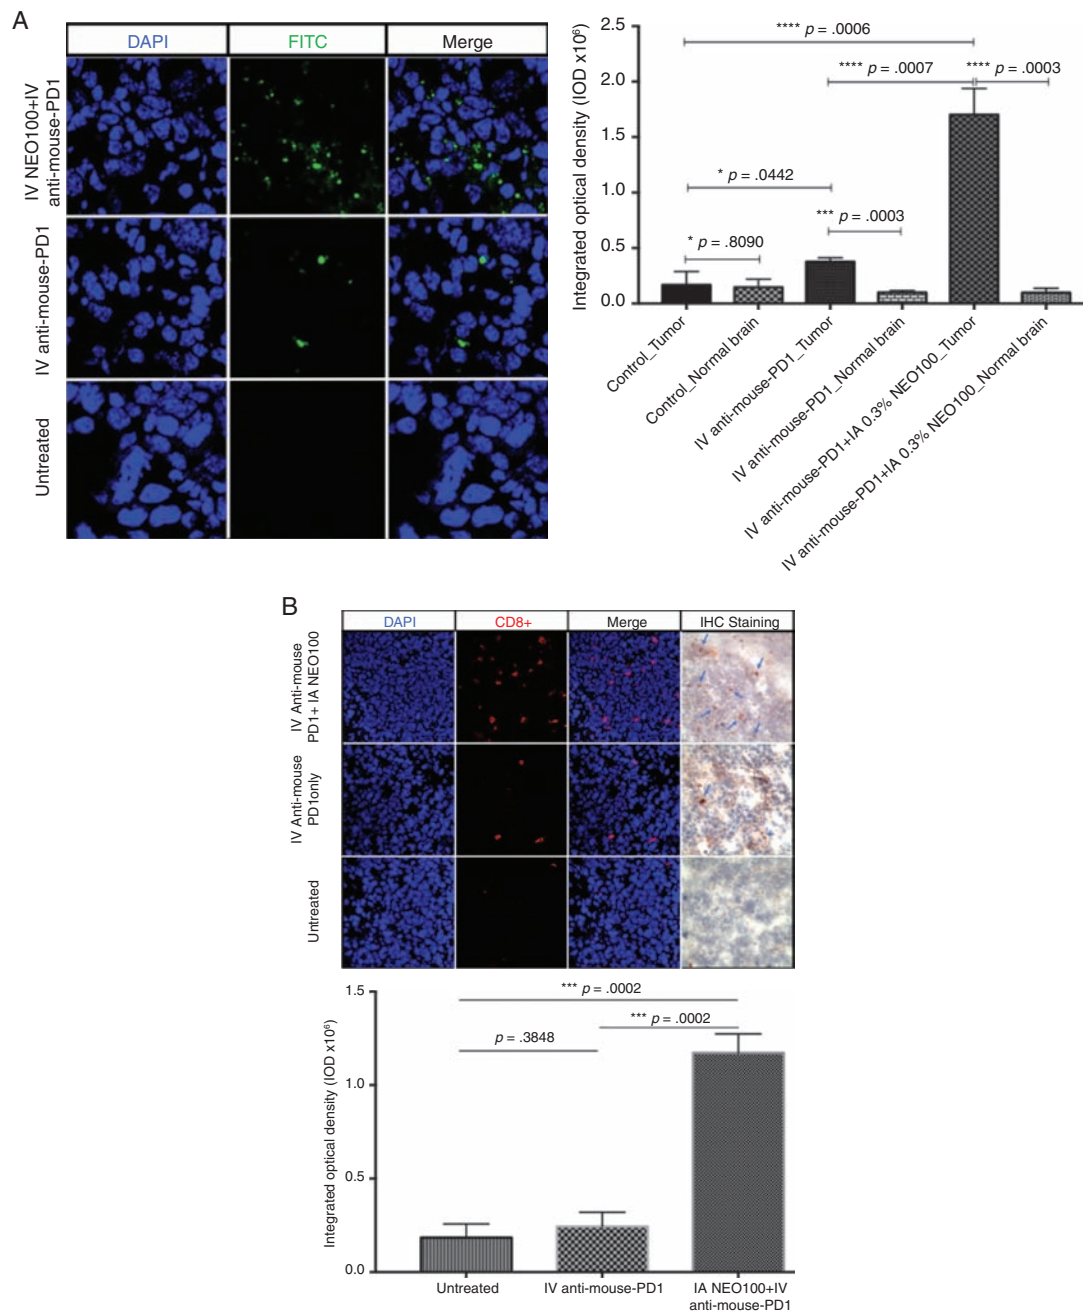 A
DAPI
FITC
Merge
IV NEO100+IV
anti-mouse-PD1
IV anti-mouse-PD1
Untreated
Integrated optical density (IOD x10⁶)
2.5
2.0
1.5
1.0
0.5
0.0
**** p = .0006
**** p = .0007
**** p = .0003
* p = .0442
*** p = .0003
* p = .8090
Control_Tumor
Control_Normal brain
IV anti-mouse-PD1_Tumor
IV anti-mouse-PD1_Normal brain
IV anti-mouse-PD1+IA 0.3% NEO100_Tumor
IV anti-mouse-PD1+IA 0.3% NEO100_Normal brain
B
DAPI
CD8+
Merge
IHC Staining
IV Anti-mouse
PD1+ IA NEO100
IV Anti-mouse
PD1only
Untreated
Integrated optical density (IOD x10⁶)
1.5
1.0
0.5
0.0
*** p = .0002
*** p = .0002
p = .3848
Untreated
IV anti-mouse-PD1
IA NEO100+IV
anti-mouse-PD1